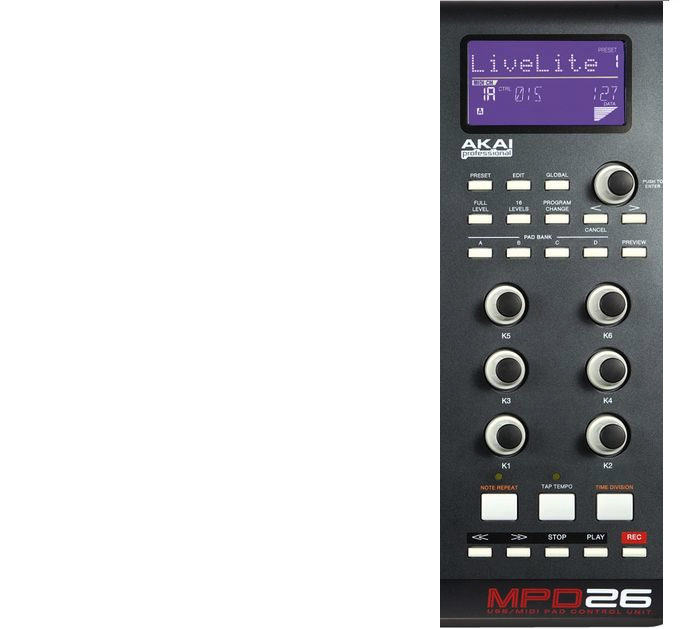 PRESET
LiveLite 1
MIDI CH
1A CTRL 015 127
DATA
A
AKAI
professional
PRESET EDIT GLOBAL
PUSH TO
ENTER
FULL
LEVEL
16
LEVELS
PROGRAM
CHANGE
< >
CANCEL
PAD BANK
A B C D PREVIEW
K5 K6
K3 K4
K1 K2
NOTE REPEAT TAP TEMPO TIME DIVISION
<< >> STOP PLAY REC
MPD26
USB/MIDI PAD CONTROL UNIT